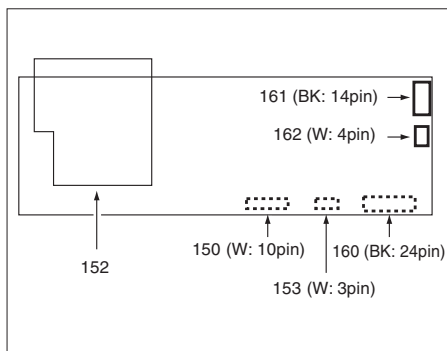 161 (BK: 14pin)
162 (W: 4pin)
150 (W: 10pin)
160 (BK: 24pin)
152
153 (W: 3pin)